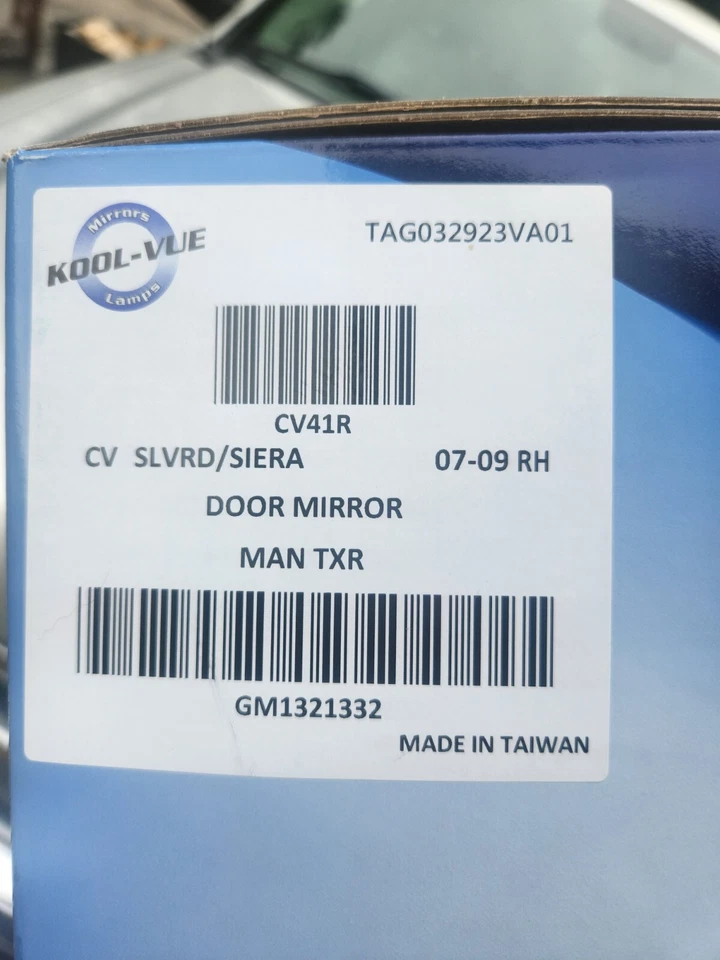 Mirrors
KOOL-VUE
Lamps
TAG032923VA01
CV41R
CV SLVRD/SIERA 07-09 RH
DOOR MIRROR
MAN TXR
GM1321332
MADE IN TAIWAN